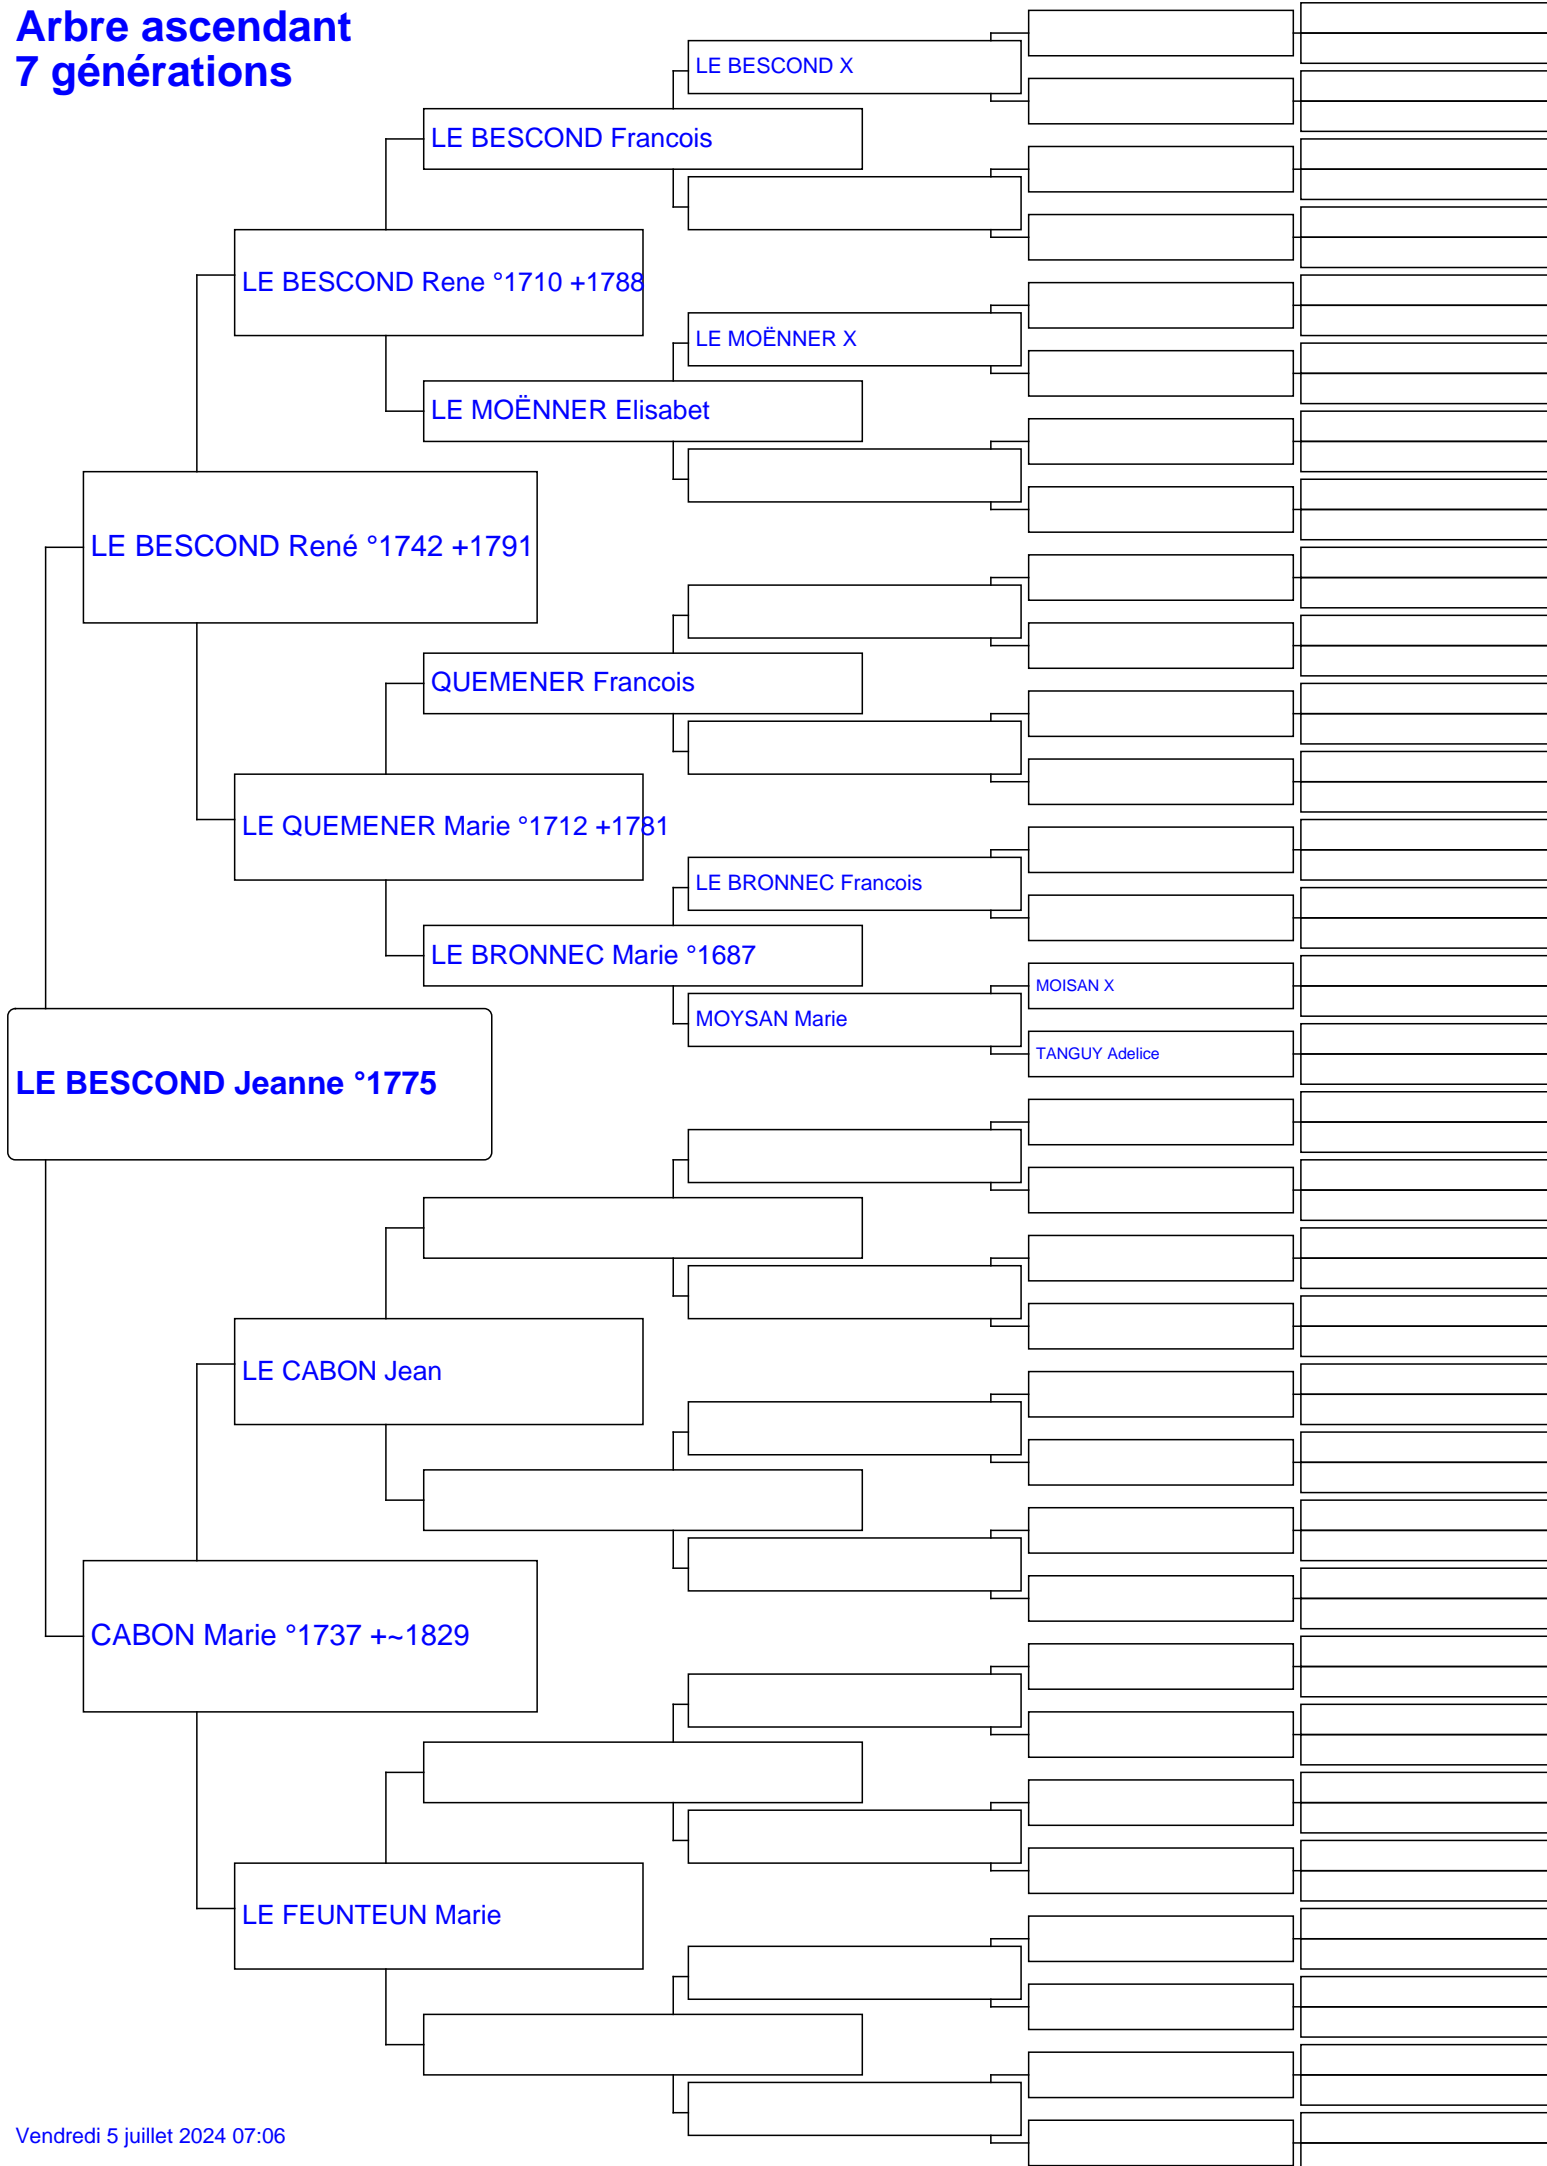 Arbre ascendant
7 générations
LE BESCOND X
LE BESCOND Francois
LE BESCOND Rene °1710 +1788
LE MOËNNER X
LE MOËNNER Elisabet
LE BESCOND René °1742 +1791
QUEMENER Francois
LE QUEMENER Marie °1712 +1781
LE BRONNEC Francois
LE BRONNEC Marie °1687
MOISAN X
MOYSAN Marie
TANGUY Adelice
LE BESCOND Jeanne °1775
LE CABON Jean
CABON Marie °1737 +~1829
LE FEUNTEUN Marie
Vendredi 5 juillet 2024 07:06